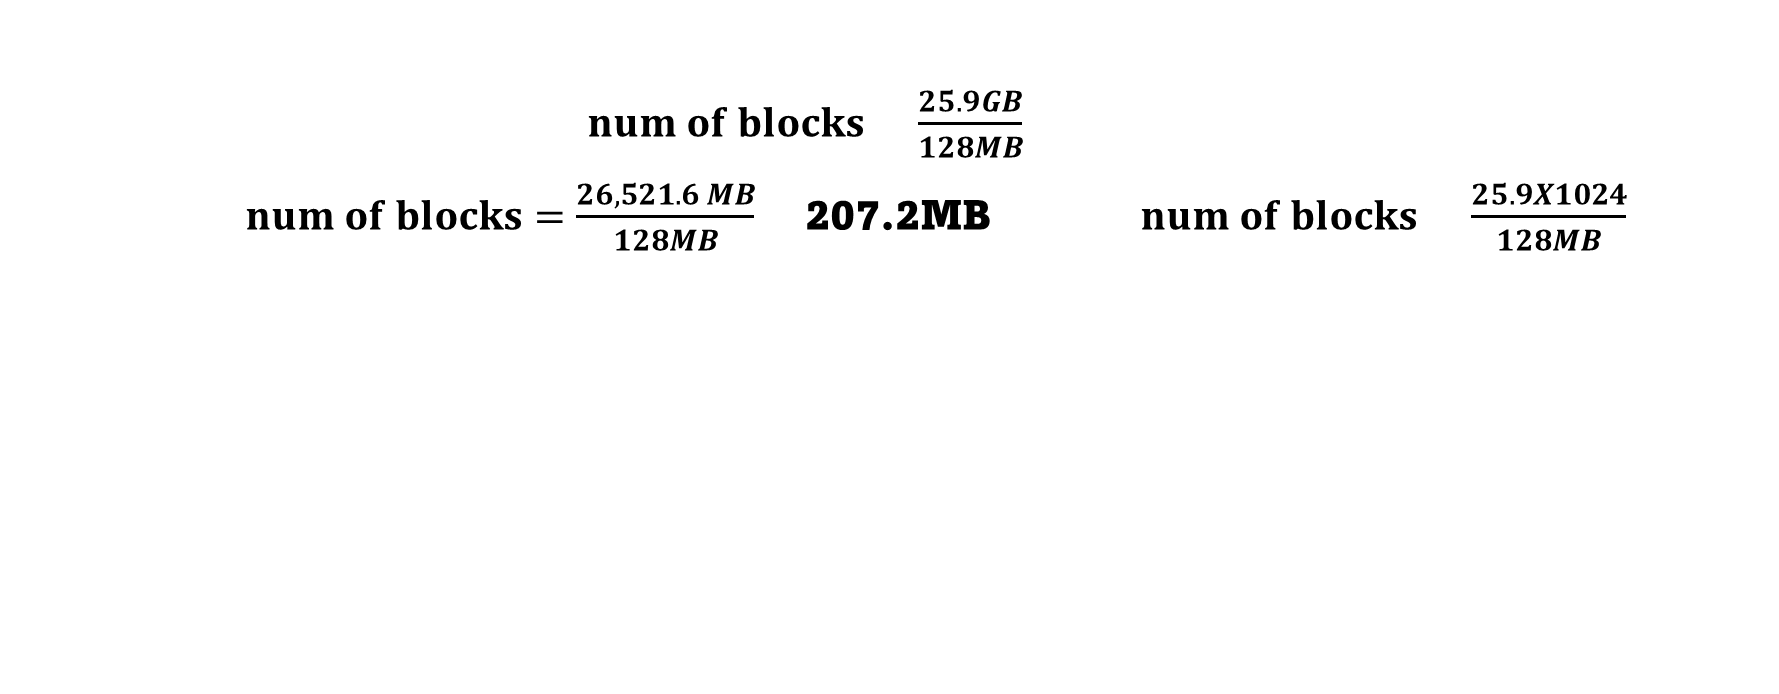 num of blocks 25.9GB/128MB
num of blocks = 26,521.6 MB/128MB 207.2MB num of blocks 25.9X1024/128MB